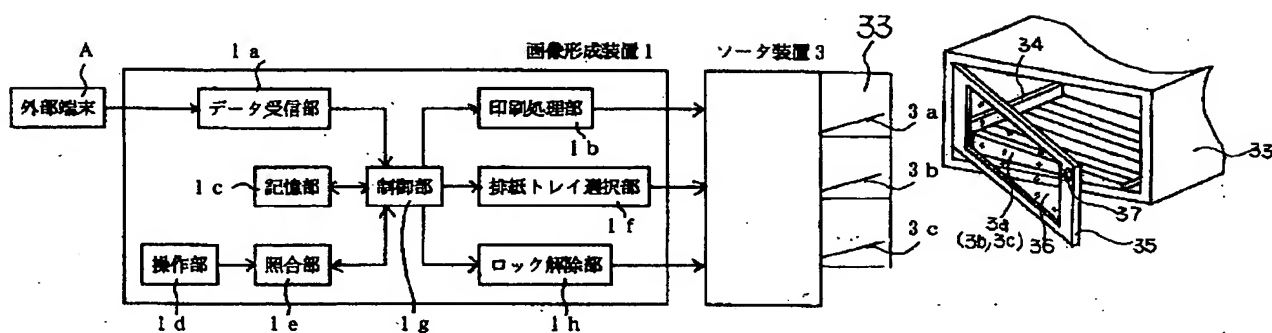 画像形成装置1
ソータ装置3
33
34
A
1a
外部端末
データ受信部
印刷処理部
1b
3a
1c
記憶部
制御部
排紙トレイ選択部
1f
3b
33
37
3a
(3b,3c)
36
35
操作部
照合部
ロック解除部
3c
1d
1e
1g
1h